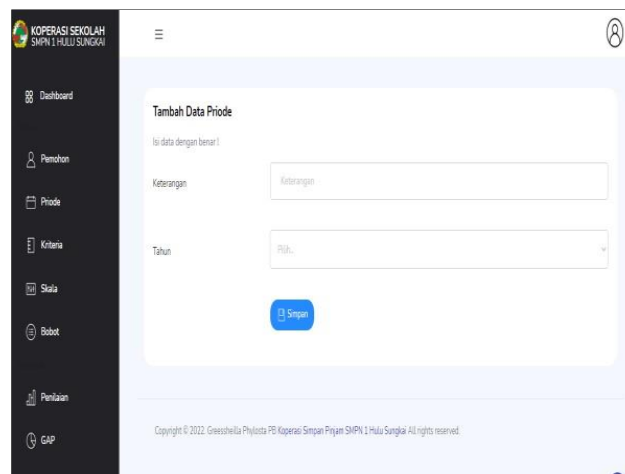 KOPERASI SEKOLAH
SMPN 1 HULU SUNGKAI
Dashboard
Pemohon
Priode
Kriteria
Skala
Bobot
Penilaian
GAP
Tambah Data Priode
Isi data dengan benar !
Keterangan
Keterangan
Tahun
Pilih..
Simpan
Copyright © 2022. Greessheilla Phylosta PB Koperasi Simpan Pinjam SMPN 1 Hulu Sungkai All rights reserved.